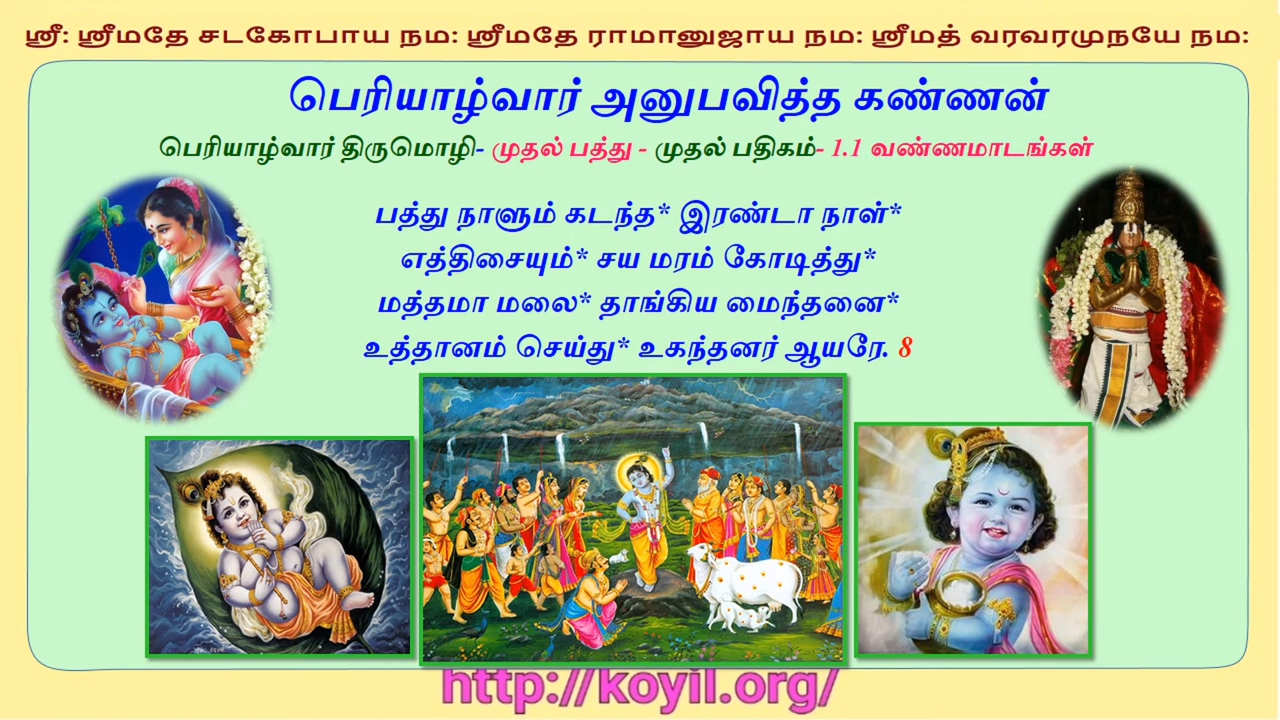 ஸ்ரீ: ஸ்ரீமதே சடகோபாய நம: ஸ்ரீமதே ராமானுஜாய நம: ஸ்ரீமத் வரவரமுநயே நம:
பெரியாழ்வார் அனுபவித்த கண்ணன்
பெரியாழ்வார் திருமொழி- முதல் பத்து - முதல் பதிகம்- 1.1 வண்ணமாடங்கள்
பத்து நாளும் கடந்த* இரண்டா நாள்*
எத்திசையும்* சய மரம் கோடித்து*
மத்தமா மலை* தாங்கிய மைந்தனை*
உத்தானம் செய்து* உகந்தனர் ஆயரே. 8
http://koyil.org/